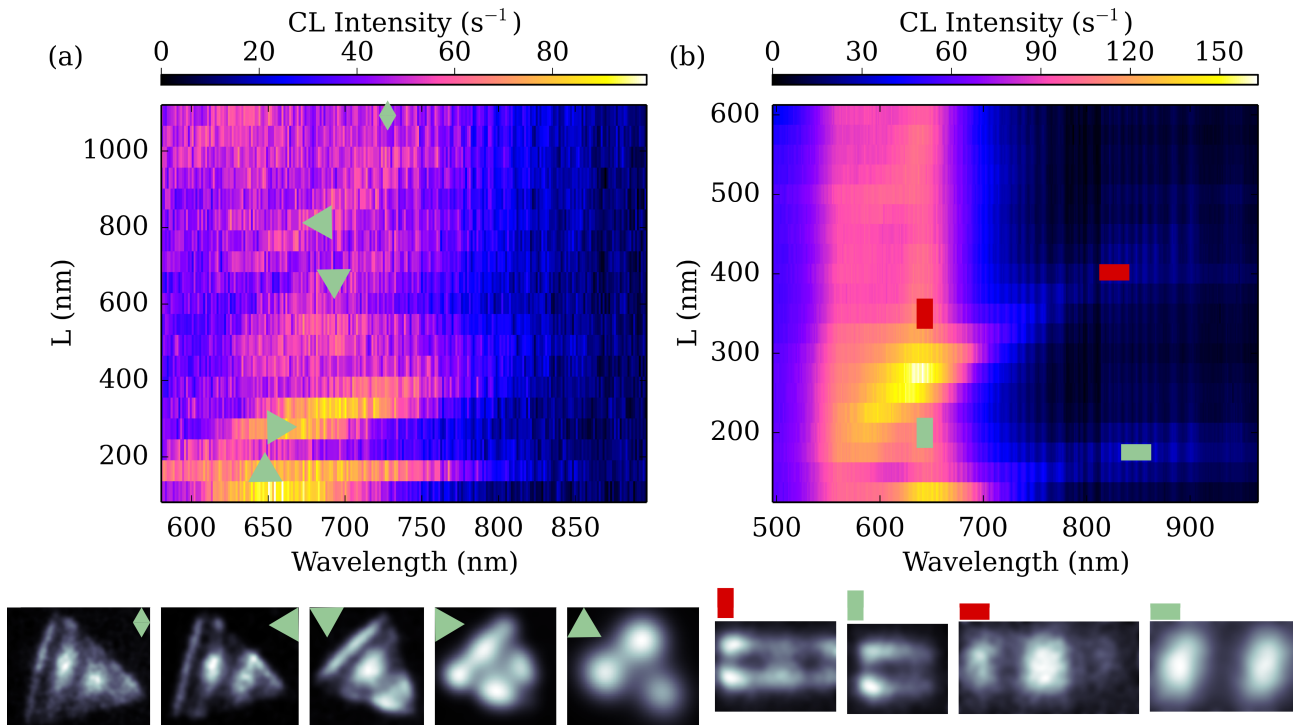 CL Intensity (s⁻¹)
(a)
0 20 40 60 80
1000
800
600
400
200
L (nm)
600 650 700 750 800 850
Wavelength (nm)
CL Intensity (s⁻¹)
(b)
0 30 60 90 120 150
600
500
400
300
200
L (nm)
500 600 700 800 900
Wavelength (nm)